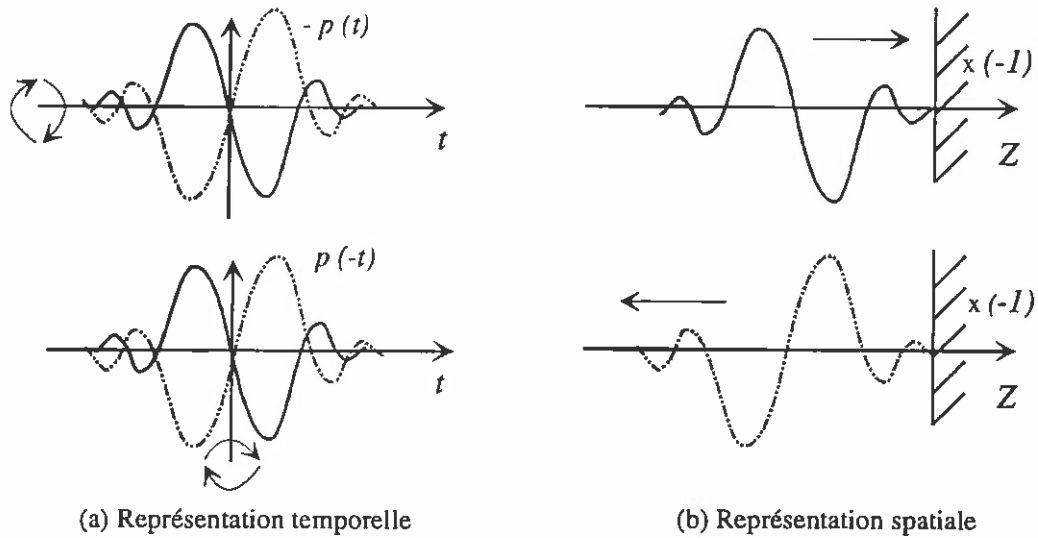 - p (t)
t
x (-1)
Z
p (-t)
t
x (-1)
Z
(a) Représentation temporelle
(b) Représentation spatiale